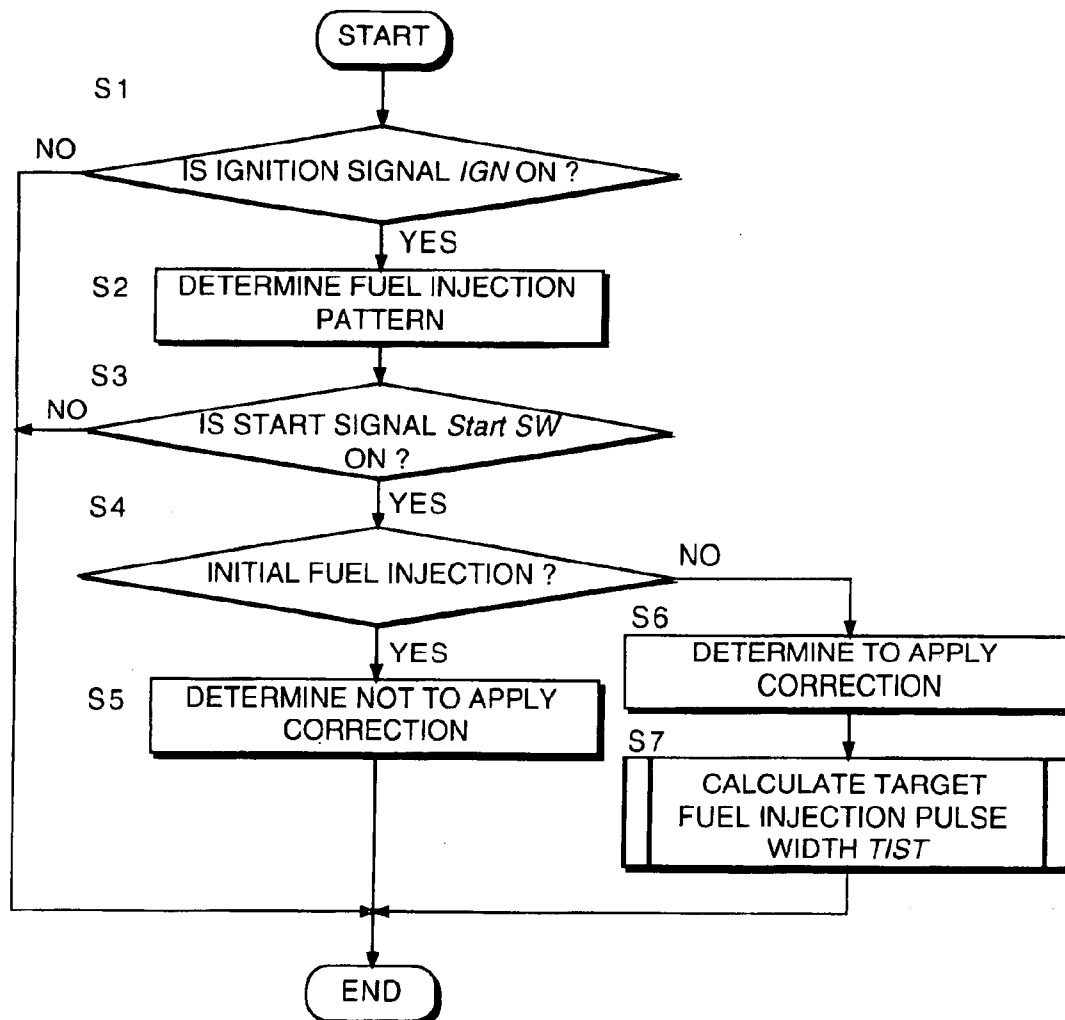 START
S1
NO
IS IGNITION SIGNAL IGN ON ?
YES
S2
DETERMINE FUEL INJECTION
PATTERN
S3
NO
IS START SIGNAL Start SW
ON ?
YES
S4
INITIAL FUEL INJECTION ?
NO
YES
S5
DETERMINE NOT TO APPLY
CORRECTION
S6
DETERMINE TO APPLY
CORRECTION
S7
CALCULATE TARGET
FUEL INJECTION PULSE
WIDTH TIST
END